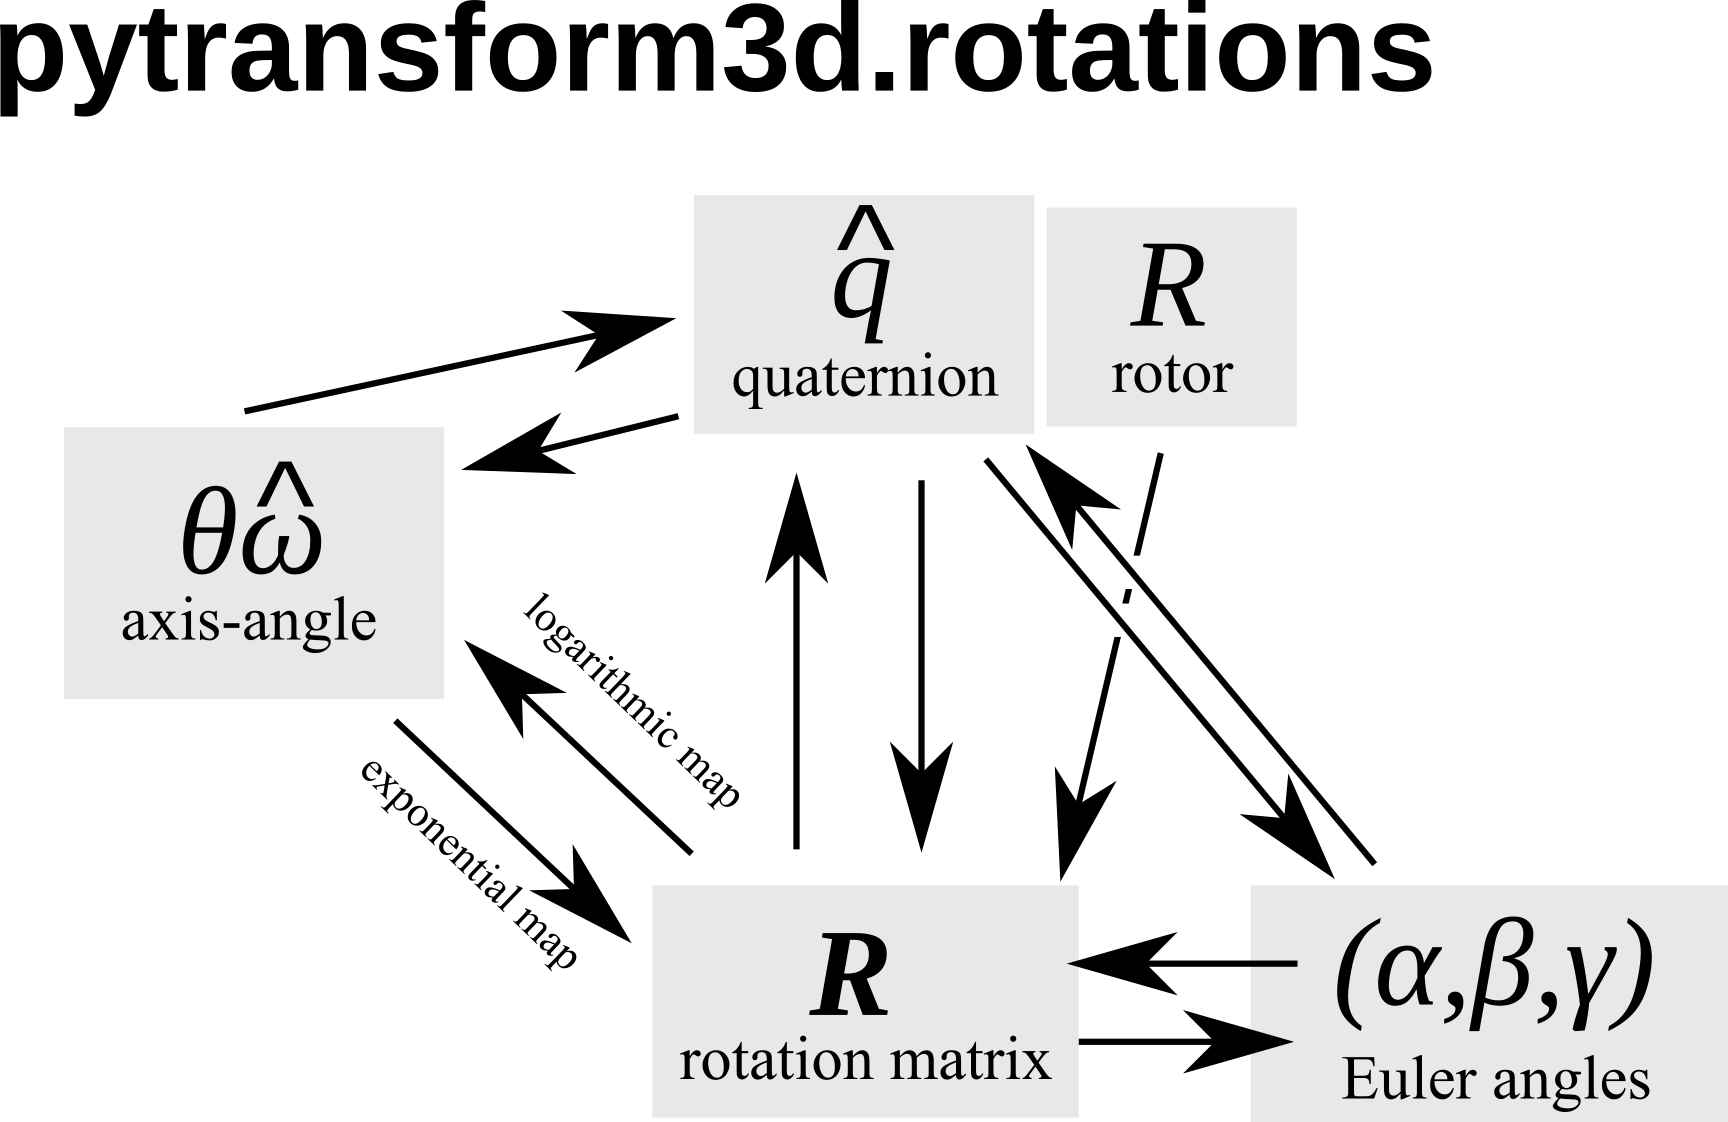 pytransform3d.rotations
q̂
quaternion
R
rotor
θω̂
axis-angle
logarithmic map
exponential map
R
rotation matrix
(α,β,γ)
Euler angles